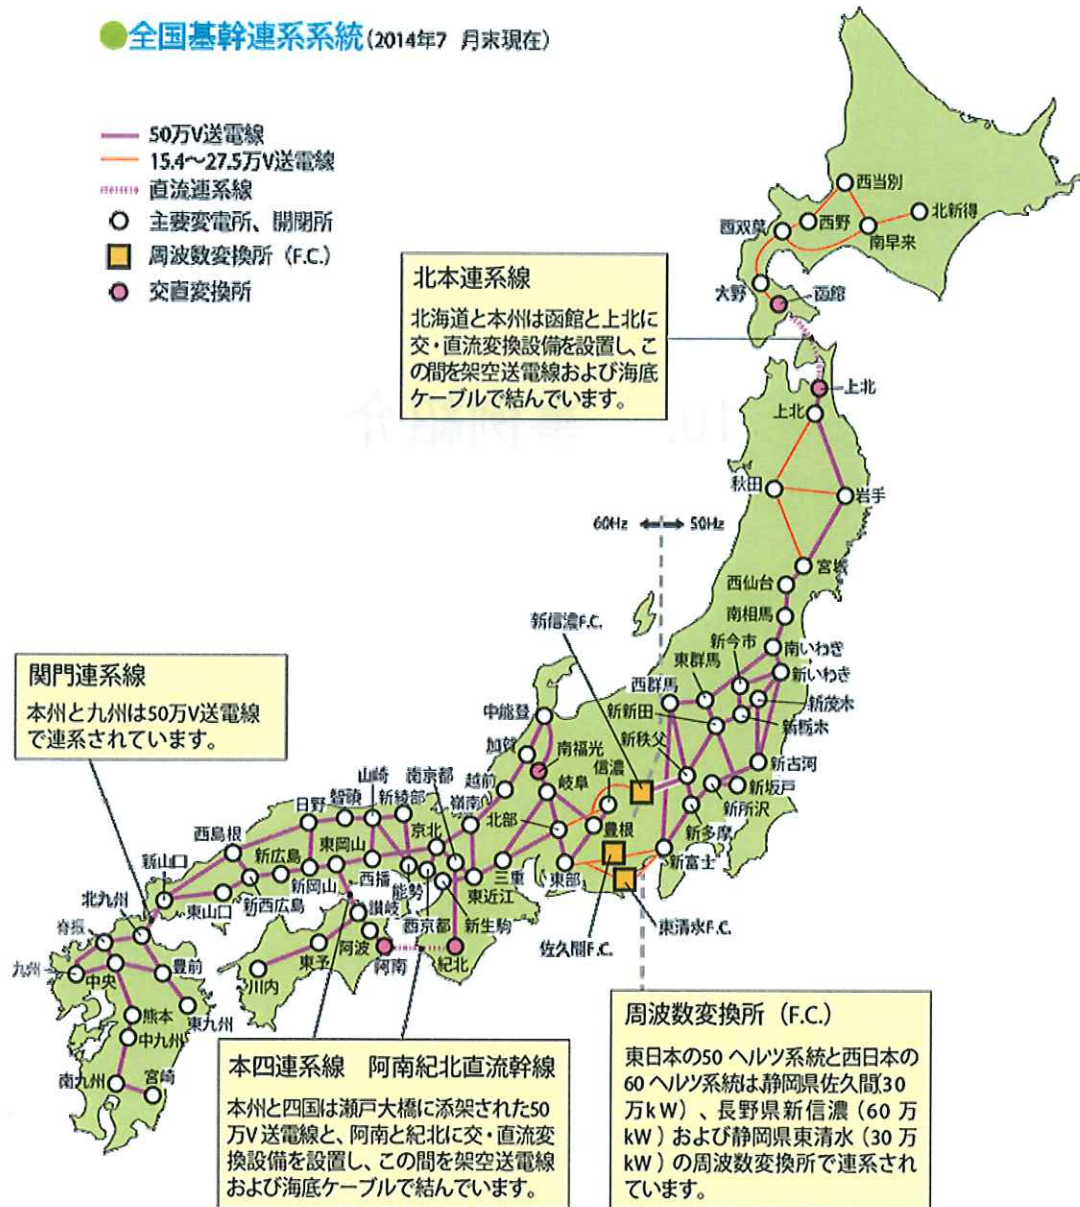 全国基幹連系系統(2014年7 月末現在)
50万V送電線
15.4～27.5万V送電線
直流連系線
主要変電所、開閉所
周波数変換所（F.C.）
交直変換所
北本連系線
北海道と本州は函館と上北に
交・直流変換設備を設置し、こ
の間を架空送電線および海底
ケーブルで結んでいます。
西当別
北新得
西野
西双葉
南早来
大野
函館
上北
上北
秋田
岩手
60Hz
50Hz
宮城
西仙台
南相馬
新信濃F.C.
新今市
南いわき
東群馬
新いわき
西群馬
新茂木
新新田
新栃木
新秩父
新古河
新坂戸
新所沢
新多摩
新富士
関門連系線
本州と九州は50万V送電線
で連系されています。
中能登
加賀
南福光
越前
岐阜
信濃
嶺南
北部
豊根
南京都
山崎
新綾部
智頭
日野
京北
西島根
東岡山
新広島
新山口
西播
三重
東部
新岡山
能勢
東近江
北九州
東山口
新西広島
讃岐
西京都
新生駒
佐久間F.C.
東清水F.C.
脊振
阿波
九州
中央
豊前
東予
阿南
紀北
川内
東九州
熊本
中九州
南九州
宮崎
本四連系線　阿南紀北直流幹線
本州と四国は瀬戸大橋に添架された50
万V送電線と、阿南と紀北に交・直流変
換設備を設置し、この間を架空送電線
および海底ケーブルで結んでいます。
周波数変換所（F.C.）
東日本の50 ヘルツ系統と西日本の
60 ヘルツ系統は静岡県佐久間(30
万kW）、長野県新信濃（60 万
kW）および静岡県東清水（30 万
kW）の周波数変換所で連系され
ています。